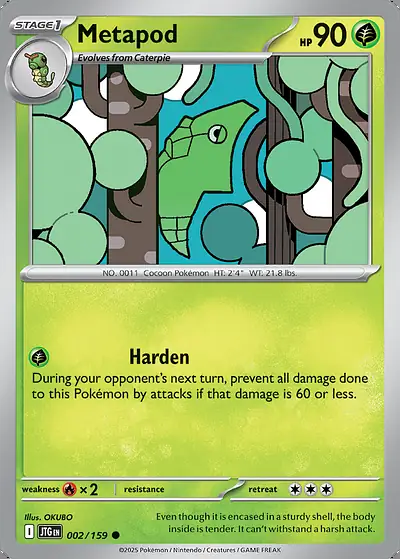 STAGE1
Metapod
HP 90
Evolves from Caterpie
NO. 0011 Cocoon Pokémon HT: 2'4" WT: 21.8 lbs.
Harden
During your opponent's next turn, prevent all damage done
to this Pokémon by attacks if that damage is 60 or less.
weakness ×2 resistance retreat
Illus. OKUBO
I JTG EN 002/159
Even though it is encased in a sturdy shell, the body
inside is tender. It can't withstand a harsh attack.
©2025 Pokémon / Nintendo / Creatures / GAME FREAK